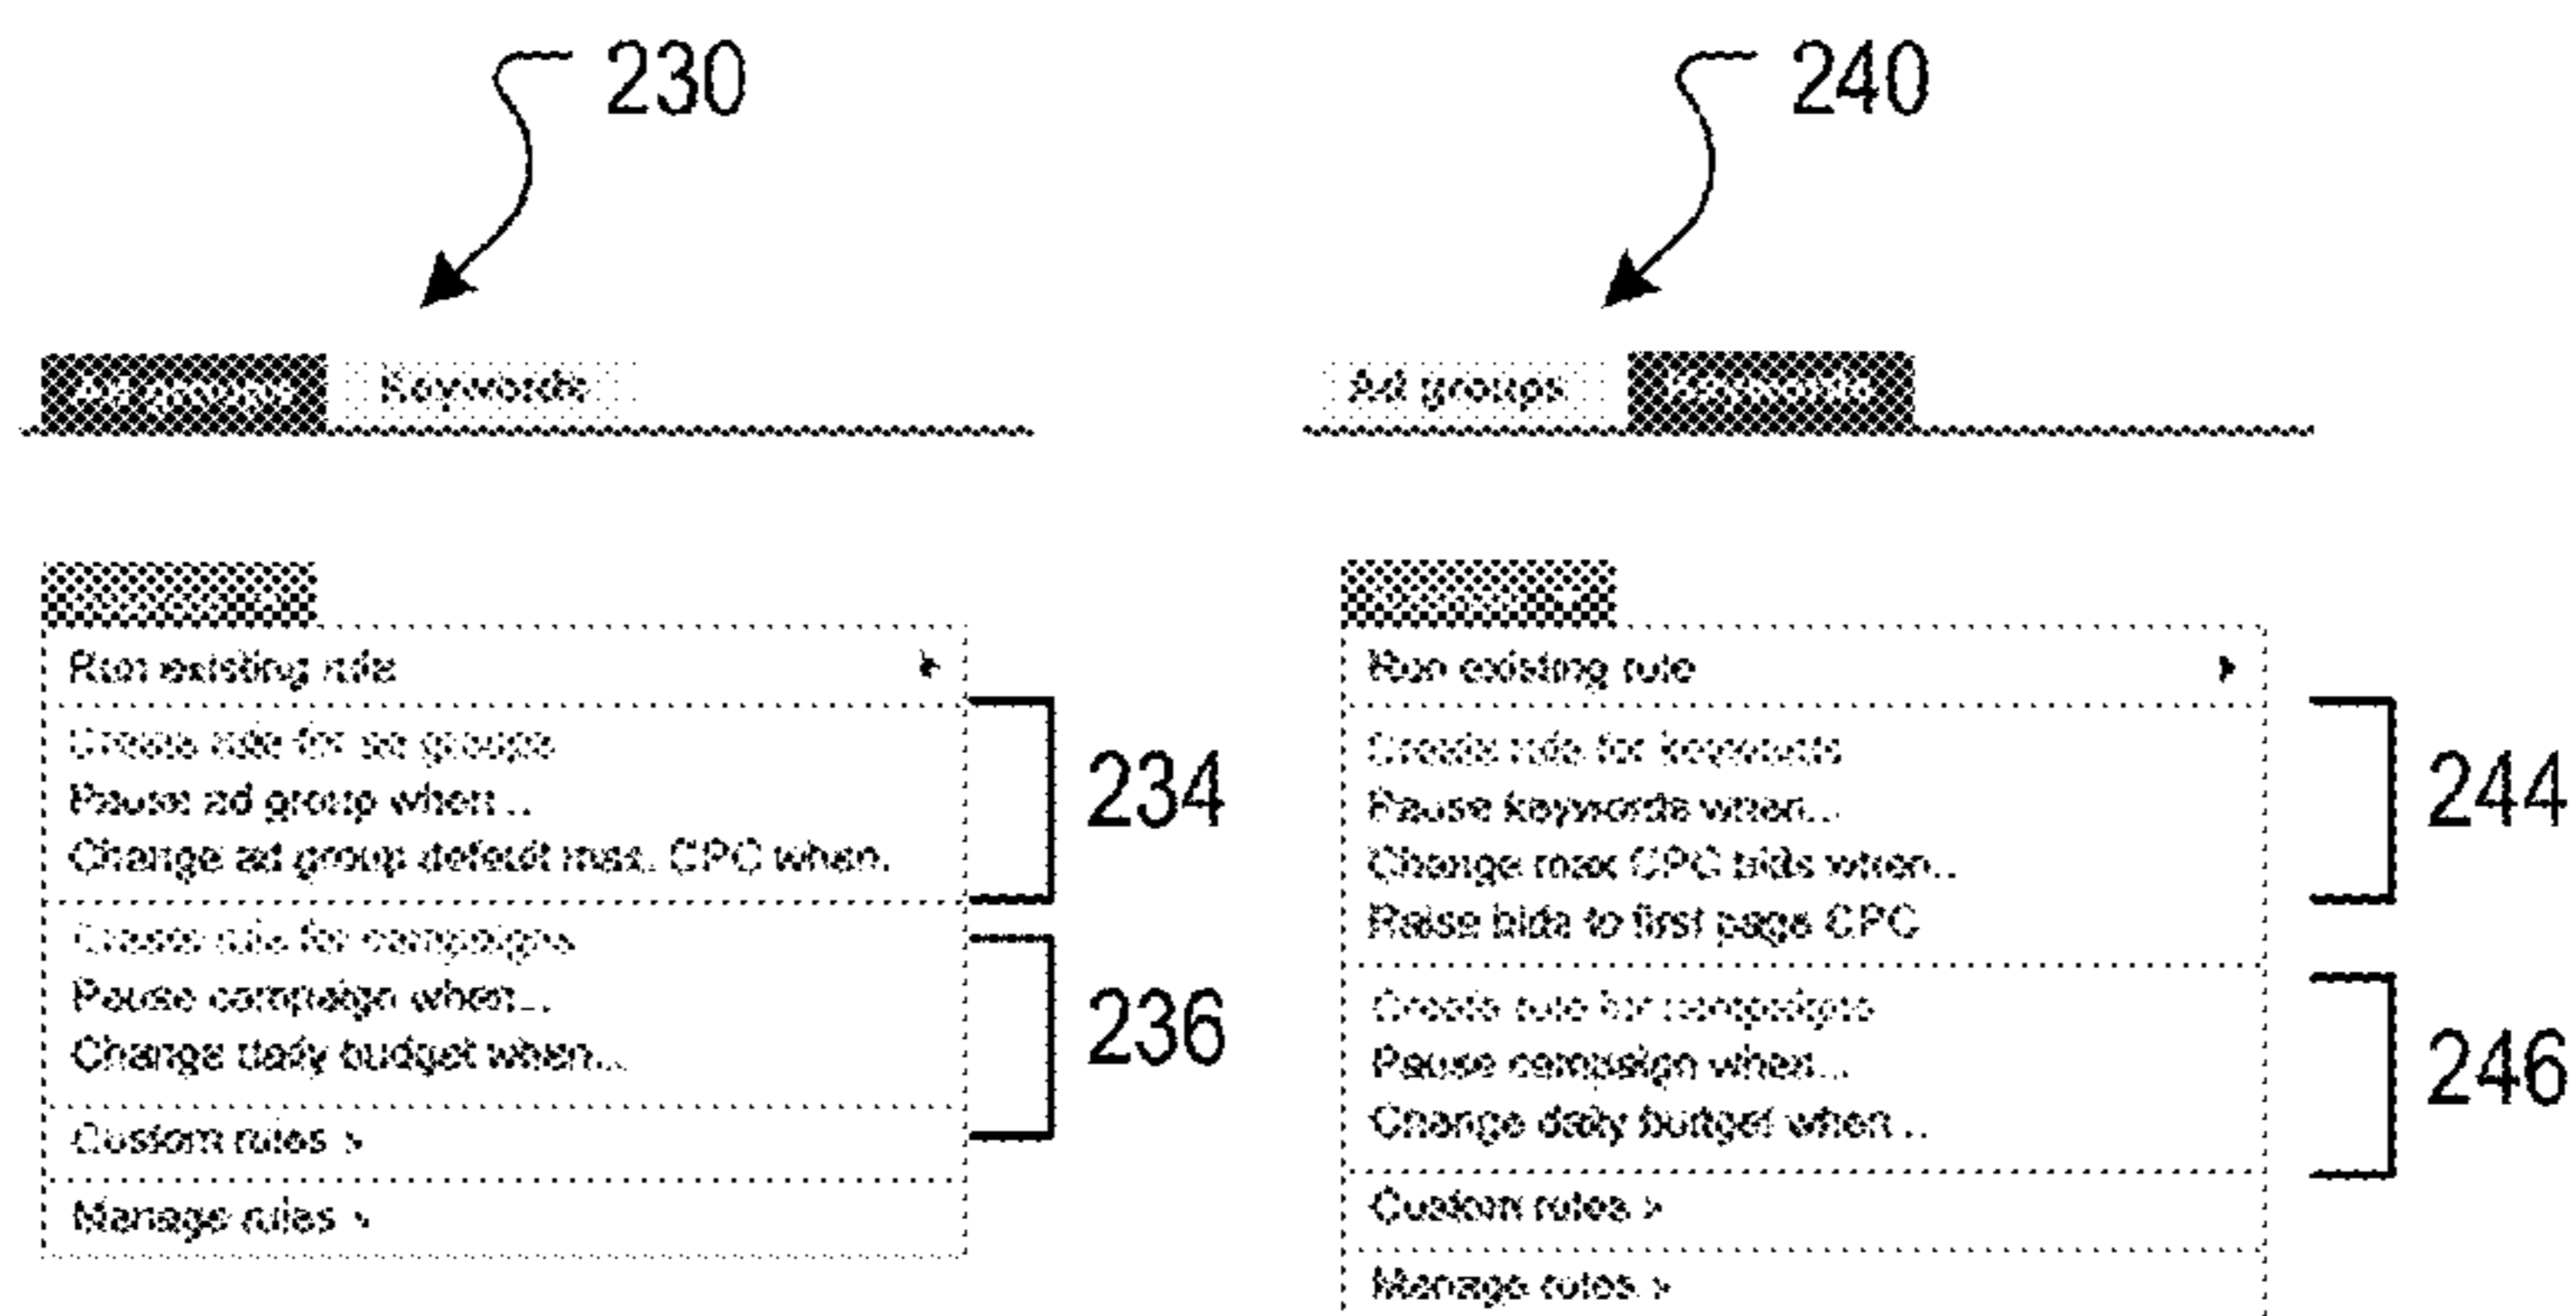 230
Ad groups Keywords
Run existing rule
Create rule for ad groups
Pause ad group when...
Change ad group default max. CPC when.
234
Create rule for campaigns
Pause campaign when...
Change daily budget when...
236
Custom rules »
Manage rules »
240
Ad groups Keywords
Run existing rule
Create rule for keywords
Pause keywords when...
Change max CPC bids when...
Raise bids to first page CPC
244
Create rule for campaigns
Pause campaign when...
Change daily budget when...
246
Custom rules »
Manage rules »